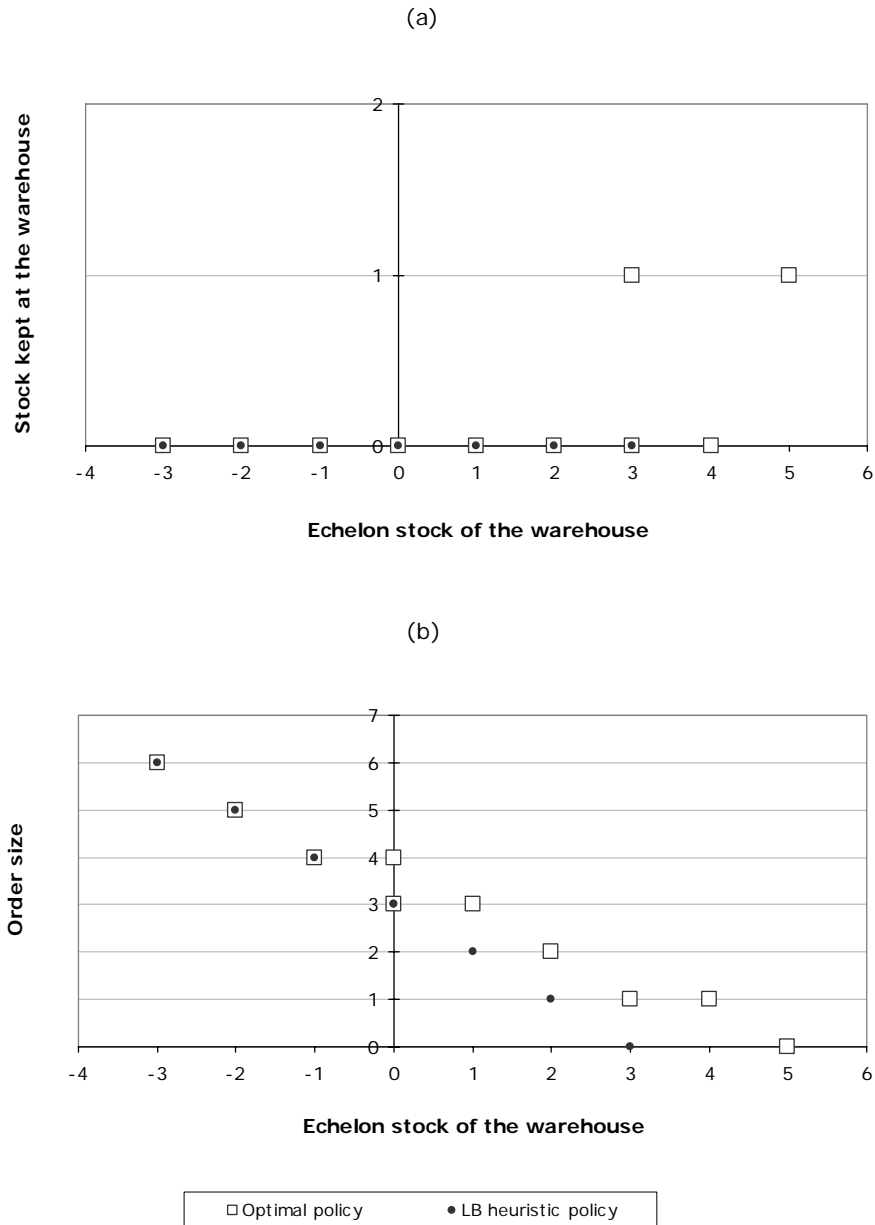 (a)
Stock kept at the warehouse
2
1
0
-4 -3 -2 -1 0 1 2 3 4 5 6
Echelon stock of the warehouse
(b)
Order size
7
6
5
4
3
2
1
0
-4 -3 -2 -1 0 1 2 3 4 5 6
Echelon stock of the warehouse
Optimal policy LB heuristic policy